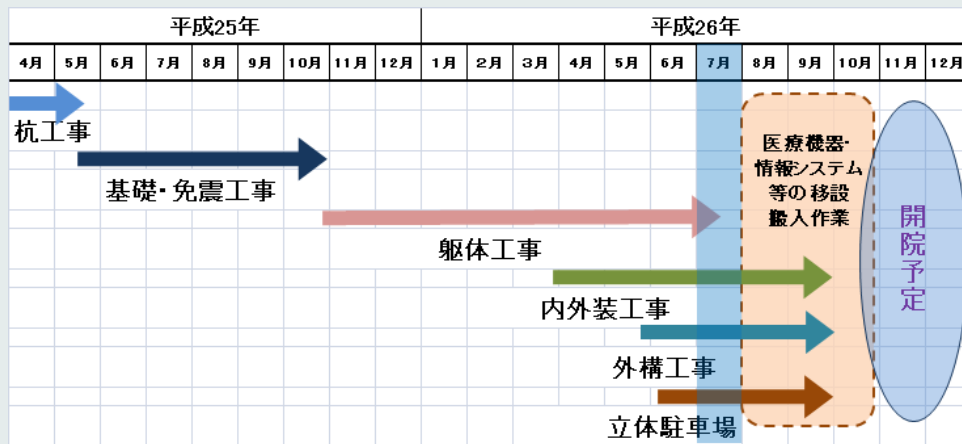 平成25年 平成26年
4月 5月 6月 7月 8月 9月 10月 11月 12月 1月 2月 3月 4月 5月 6月 7月 8月 9月 10月 11月 12月
杭工事
基礎・免震工事
躯体工事
内外装工事
外構工事
立体駐車場
医療機器・
情報システム
等の移設
搬入作業
開院予定